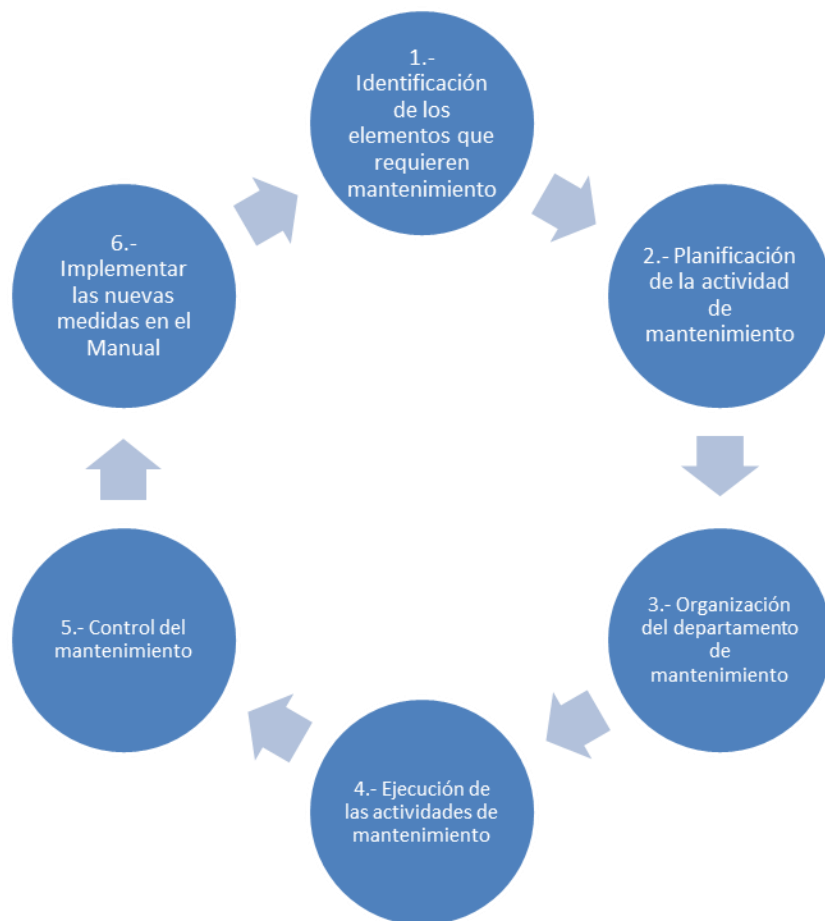 1.-
Identificación
de los
elementos que
requieren
mantenimiento
2.- Planificación
de la actividad
de
mantenimiento
3.- Organización
del departamento
de
mantenimiento
4.- Ejecución de
las actividades de
mantenimiento
5.- Control del
mantenimiento
6.-
Implementar
las nuevas
medidas en el
Manual